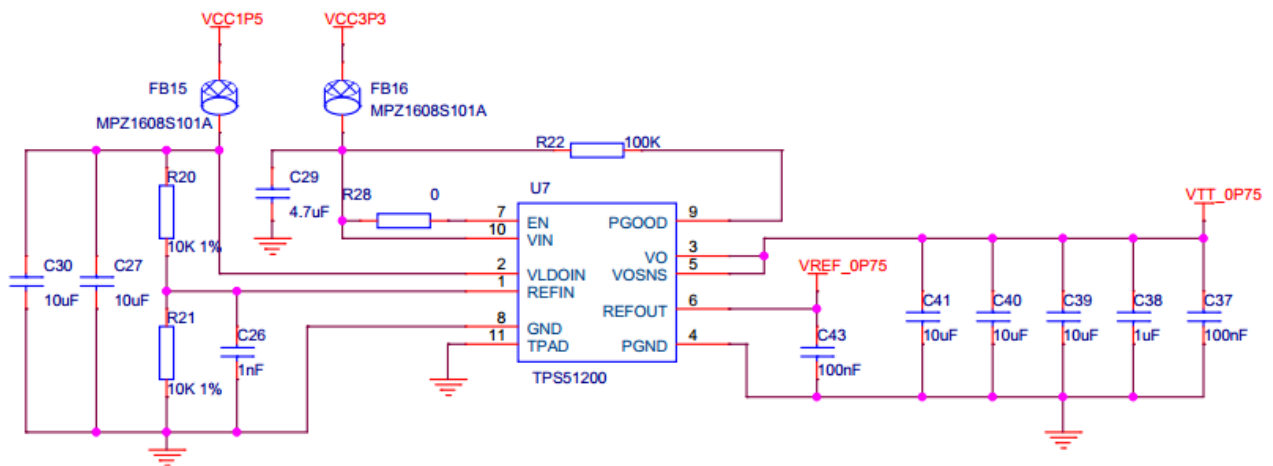 VCC1P5
VCC3P3
FB15
MPZ1608S101A
FB16
MPZ1608S101A
R22
100K
R20
10K 1%
C29
4.7uF
R28
0
U7
7
EN
10
VIN
2
VLDOIN
1
REFIN
8
GND
11
TPAD
PGOOD
9
VO
3
VOSNS
5
REFOUT
6
PGND
4
TPS51200
C30
10uF
C27
10uF
R21
10K 1%
C26
1nF
VREF_0P75
C43
100nF
VTT_0P75
C41
10uF
C40
10uF
C39
10uF
C38
1uF
C37
100nF